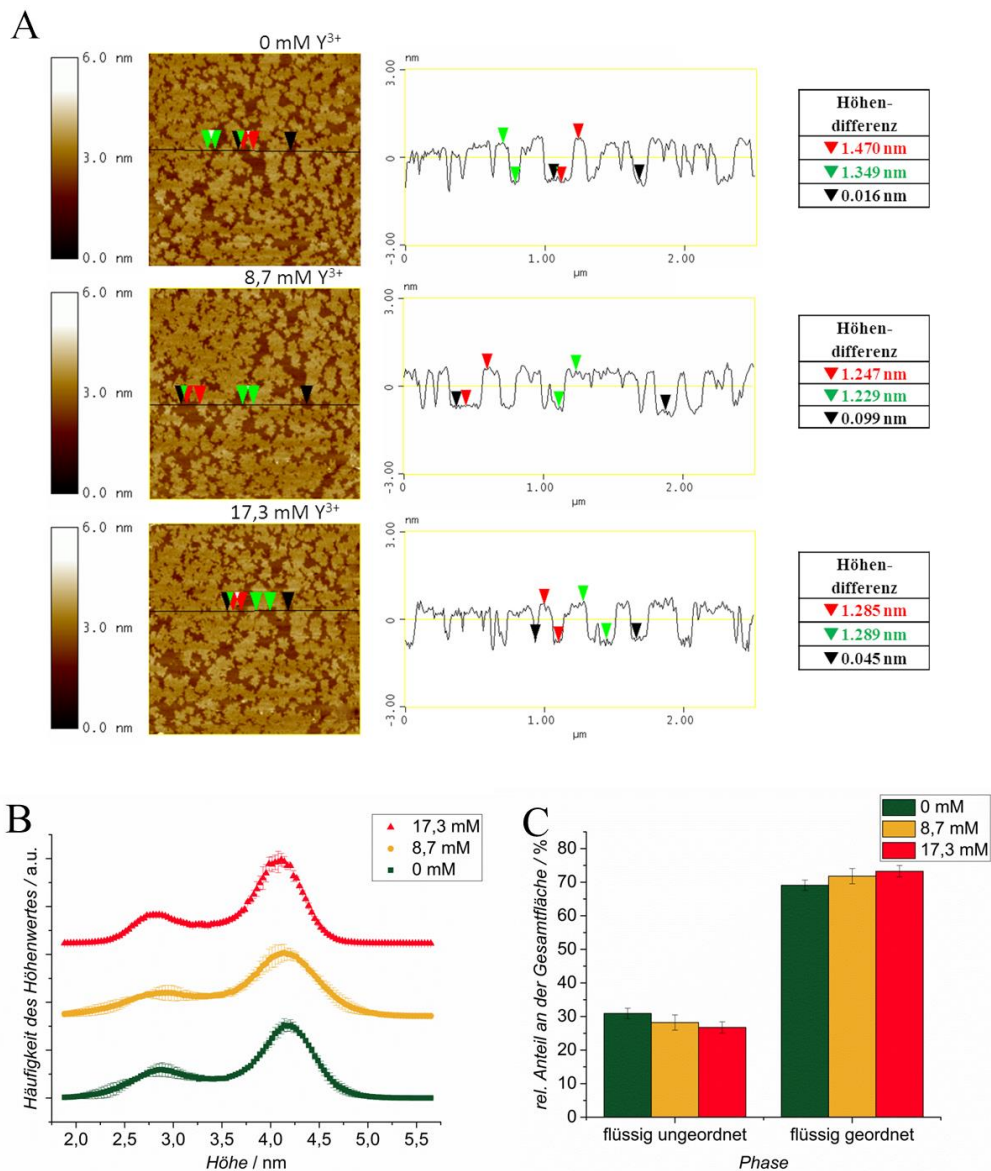 A
0 mM Y³⁺
6.0 nm
3.0 nm
0.0 nm
nm
3.00
0
-3.00
1.00
2.00
µm
Höhen-
differenz
▼ 1.470 nm
▼ 1.349 nm
▼ 0.016 nm
8,7 mM Y³⁺
6.0 nm
3.0 nm
0.0 nm
nm
3.00
0
-3.00
0
1.00
2.00
µm
Höhen-
differenz
▼ 1.247 nm
▼ 1.229 nm
▼ 0.099 nm
17,3 mM Y³⁺
6.0 nm
3.0 nm
0.0 nm
nm
3.00
0
-3.00
0
1.00
2.00
µm
Höhen-
differenz
▼ 1.285 nm
▼ 1.289 nm
▼ 0.045 nm
B
17,3 mM
8,7 mM
0 mM
Häufigkeit des Höhenwertes / a.u.
2,0 2,5 3,0 3,5 4,0 4,5 5,0 5,5
Höhe / nm
C
0 mM
8,7 mM
17,3 mM
rel. Anteil an der Gesamtfläche / %
80
70
60
50
40
30
20
10
0
flüssig ungeordnet flüssig geordnet
Phase